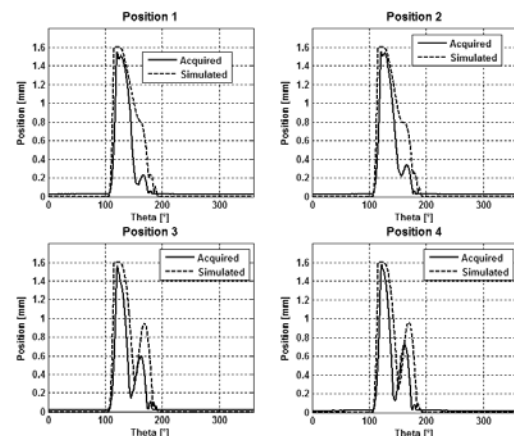 Position 1
Position [mm]
1.6
1.4
1.2
1
0.8
0.6
0.4
0.2
0
0 100 200 300
Theta [°]
Acquired
Simulated
Position 2
Position [mm]
1.6
1.4
1.2
1
0.8
0.6
0.4
0.2
0
0 100 200 300
Theta [°]
Acquired
Simulated
Position 3
Position [mm]
1.6
1.4
1.2
1
0.8
0.6
0.4
0.2
0
0 100 200 300
Theta [°]
Acquired
Simulated
Position 4
Position [mm]
1.6
1.4
1.2
1
0.8
0.6
0.4
0.2
0
0 100 200 300
Theta [°]
Acquired
Simulated